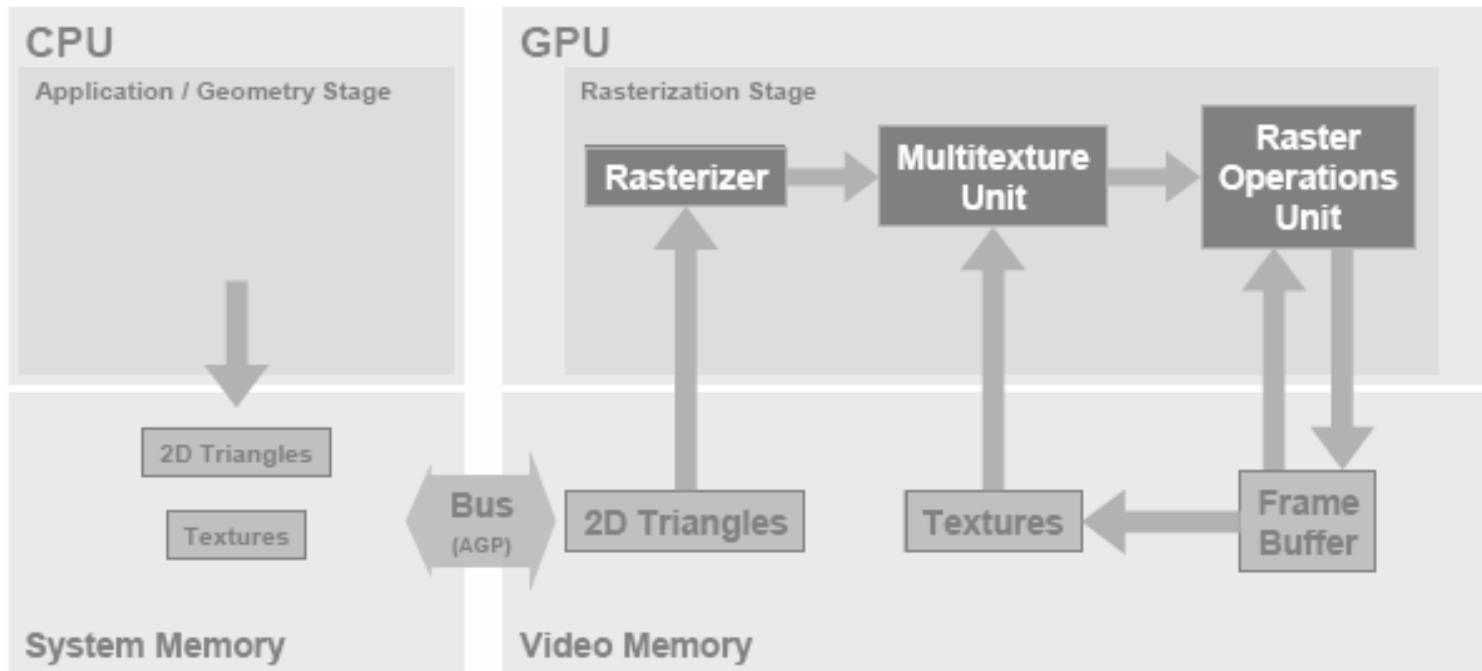 CPU
Application / Geometry Stage
2D Triangles
Textures
System Memory
Bus
(AGP)
GPU
Rasterization Stage
Rasterizer
Multitexture
Unit
Raster
Operations
Unit
2D Triangles
Textures
Frame
Buffer
Video Memory